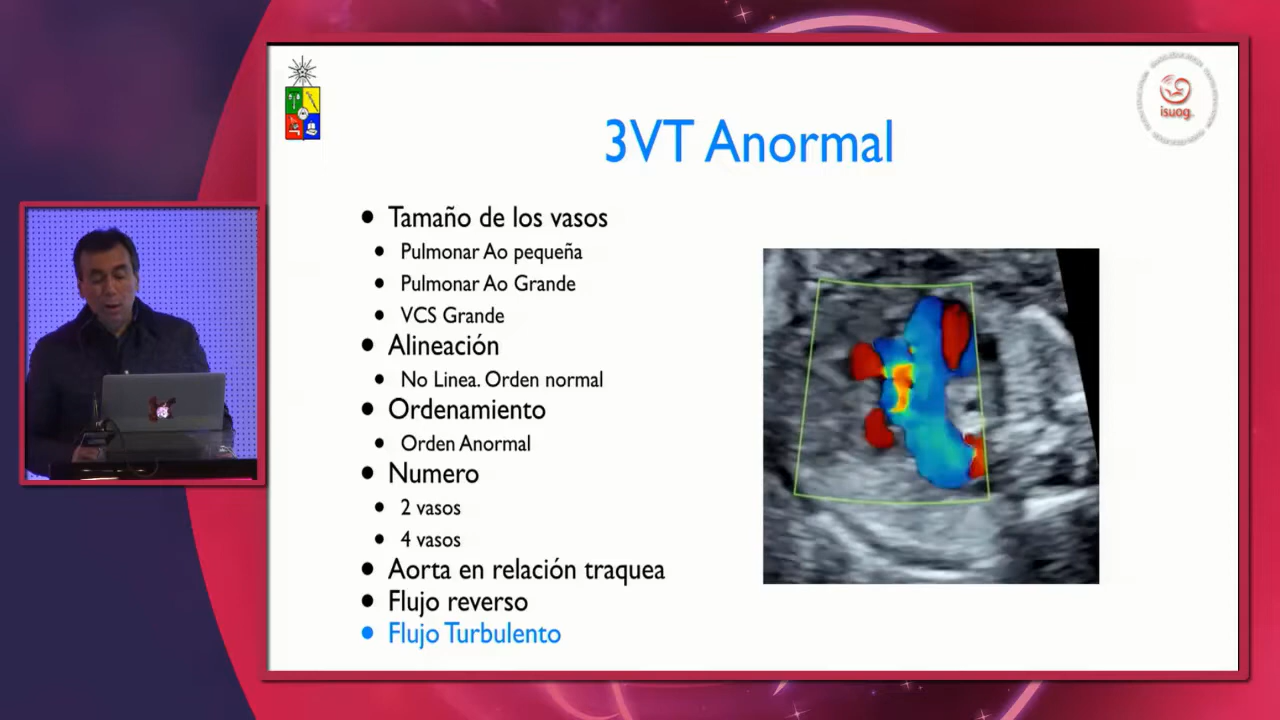 3VT Anormal
isuog
Tamaño de los vasos
Pulmonar Ao pequeña
Pulmonar Ao Grande
VCS Grande
Alineación
No Linea. Orden normal
Ordenamiento
Orden Anormal
Numero
2 vasos
4 vasos
Aorta en relación traquea
Flujo reverso
Flujo Turbulento